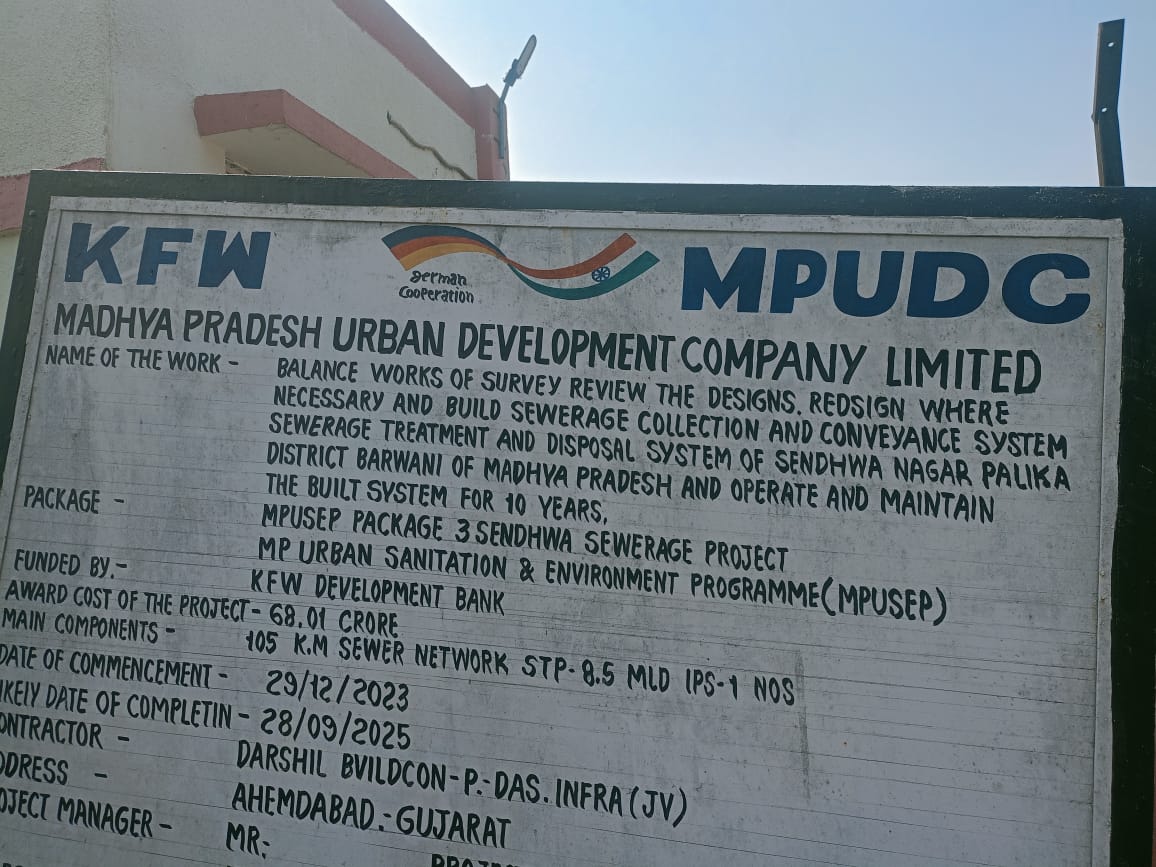 KFW
German
Cooperation
MPUDC
MADHYA PRADESH URBAN DEVELOPMENT COMPANY LIMITED
NAME OF THE WORK - BALANCE WORKS OF SURVEY REVIEW THE DESIGNS. REDSIGN WHERE
NECESSARY AND BUILD SEWERAGE COLLECTION AND CONVEYANCE SYSTEM
SEWERAGE TREATMENT AND DISPOSAL SYSTEM OF SENDHWA NAGAR PALIKA
DISTRICT BARWANI OF MADHYA PRADESH AND OPERATE AND MAINTAIN
THE BUILT SYSTEM FOR 10 YEARS,
PACKAGE - MPUSEP PACKAGE 3 SENDHWA SEWERAGE PROJECT
MP URBAN SANITATION & ENVIRONMENT PROGRAMME(MPUSEP)
FUNDED BY.- KFW DEVELOPMENT BANK
AWARD COST OF THE PROJECT- 68.01 CRORE
MAIN COMPONENTS - 105 K.M SEWER NETWORK STP-8.5 MLD IPS-1 NOS
DATE OF COMMENCEMENT - 29/12/2023
IKELY DATE OF COMPLETIN - 28/09/2025
ONTRACTOR - DARSHIL BVILDCON-P.-DAS. INFRA (JV)
DDRESS - AHEMDABAD.-GUJARAT
OJECT MANAGER- MR: